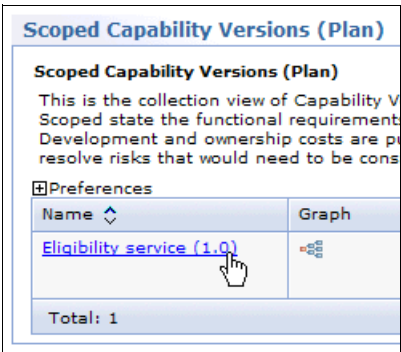 Scoped Capability Versions (Plan)
Scoped Capability Versions (Plan)
This is the collection view of Capability V
Scoped state the functional requirements
Development and ownership costs are pu
resolve risks that would need to be cons
Preferences
Name Graph
Eligibility service (1.0)
Total: 1